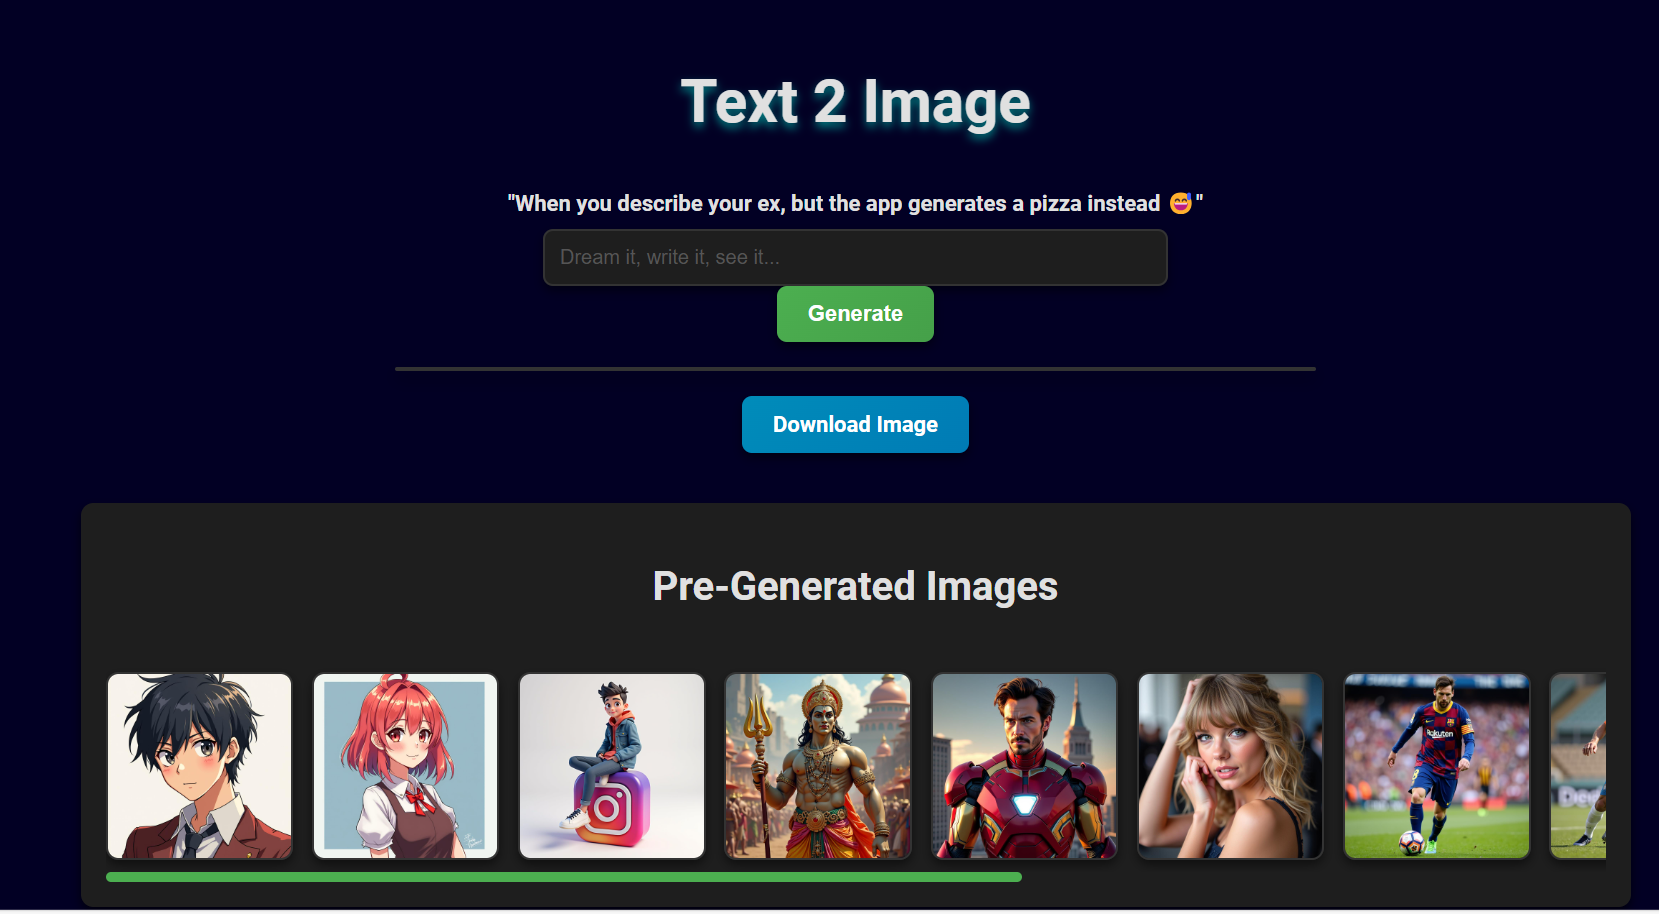 Text 2 Image
"When you describe your ex, but the app generates a pizza instead 😅"
Dream it, write it, see it...
Generate
Download Image
Pre-Generated Images
Rakuten